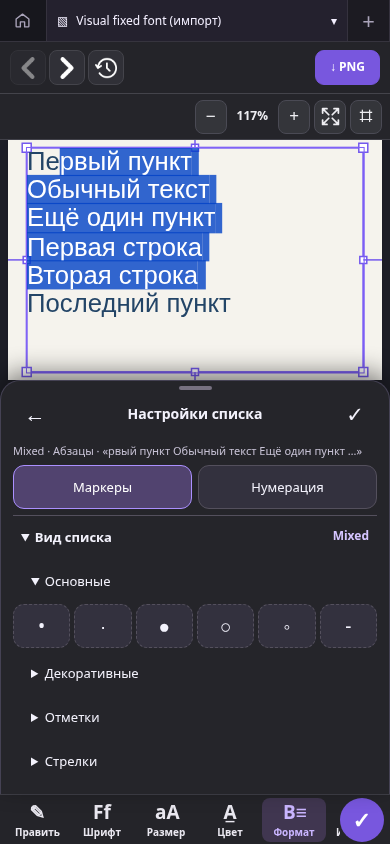 Visual fixed font (импорт)
↓ PNG
− 117% +
Первый пункт
Обычный текст
Ещё один пункт
Первая строка
Вторая строка
Последний пункт
← Настройки списка ✓
Mixed · Абзацы · «рвый пункт Обычный текст Ещё один пункт ...»
Маркеры Нумерация
▼ Вид списка Mixed
▼ Основные
• · ● ○ ◦ -
▶ Декоративные
▶ Отметки
▶ Стрелки
Ff aA A B≡
Править Шрифт Размер Цвет Формат